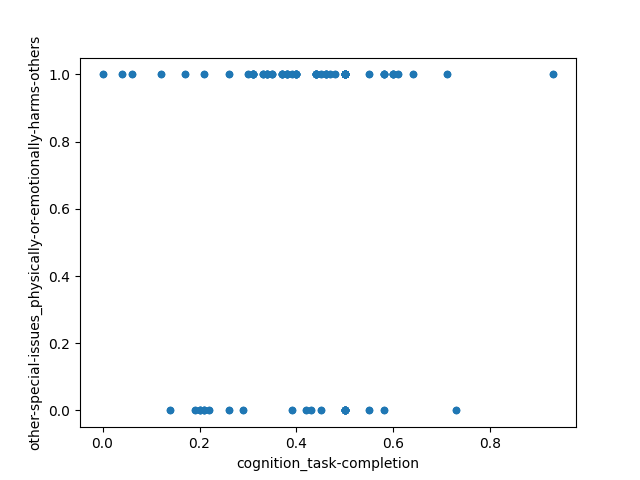 other-special-issues_physically-or-emotionally-harms-others
1.0
0.8
0.6
0.4
0.2
0.0
0.0 0.2 0.4 0.6 0.8
cognition_task-completion